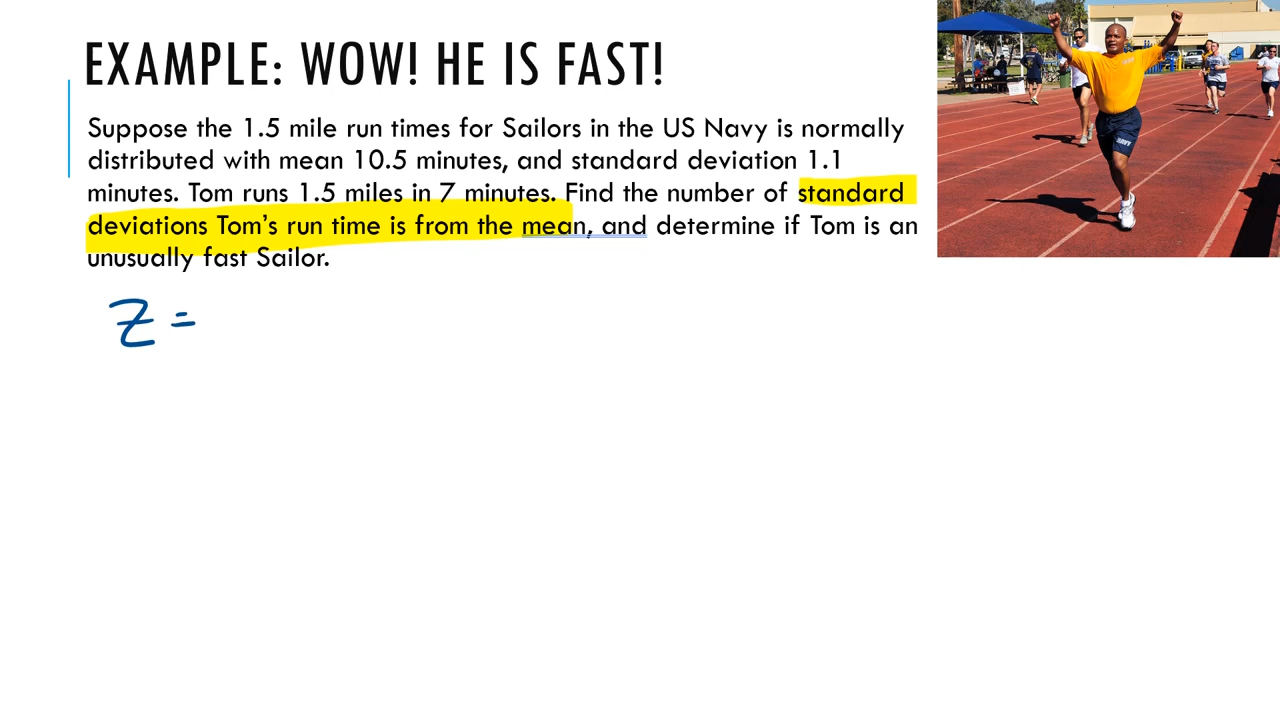 EXAMPLE: WOW! HE IS FAST!
Suppose the 1.5 mile run times for Sailors in the US Navy is normally
distributed with mean 10.5 minutes, and standard deviation 1.1
minutes. Tom runs 1.5 miles in 7 minutes. Find the number of standard
deviations Tom’s run time is from the mean, and determine if Tom is an
unusually fast Sailor.
Z =
NAVY